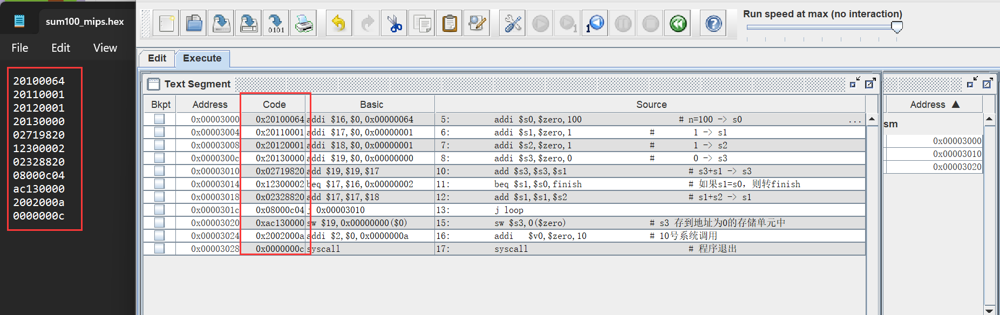 sum100_mips.hex
File Edit View
20100064
20110001
20120001
20130000
02719820
12300002
02328820
08000c04
ac130000
2002000a
0000000c
0101
1
1
Run speed at max (no interaction)
Edit Execute
Text Segment
Bkpt Address Code Basic Source
0x00003000 0x20100064 addi $16,$0,0x00000064 5: addi $s0,$zero,100 # n=100 -> s0 ...
0x00003004 0x20110001 addi $17,$0,0x00000001 6: addi $s1,$zero,1 # 1 -> s1
0x00003008 0x20120001 addi $18,$0,0x00000001 7: addi $s2,$zero,1 # 1 -> s2
0x0000300c 0x20130000 addi $19,$0,0x00000000 8: addi $s3,$zero,0 # 0 -> s3
0x00003010 0x02719820 add $19,$19,$17 10: add $s3,$s3,$s1 # s3+s1 -> s3
0x00003014 0x12300002 beq $17,$16,0x00000002 11: beq $s1,$s0,finish # 如果s1=s0，则转finish
0x00003018 0x02328820 add $17,$17,$18 12: add $s1,$s1,$s2 # s1+s2 -> s1
0x0000301c 0x08000c04 j 0x00003010 13: j loop
0x00003020 0xac130000 sw $19,0x00000000($0) 15: sw $s3,0($zero) # s3 存到地址为0的存储单元中
0x00003024 0x2002000a addi $2,$0,0x0000000a 16: addi $v0,$zero,10 # 10号系统调用
0x00003028 0x0000000c syscall 17: syscall # 程序退出
Address ▲
sm
0x00003000
0x00003010
0x00003020